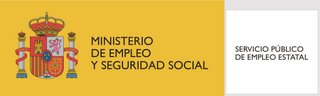 MINISTERIO
DE EMPLEO
Y SEGURIDAD SOCIAL
SERVICIO PÚBLICO
DE EMPLEO ESTATAL